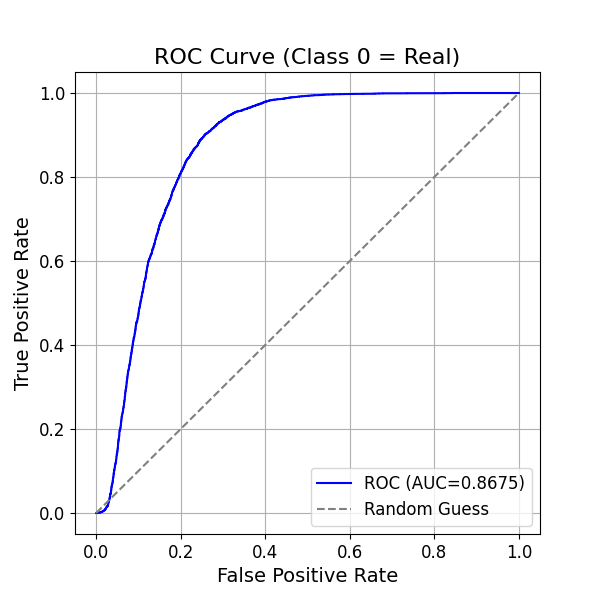 ROC Curve (Class 0 = Real)
True Positive Rate
1.0
0.8
0.6
0.4
0.2
0.0
ROC (AUC=0.8675)
Random Guess
0.0 0.2 0.4 0.6 0.8 1.0
False Positive Rate